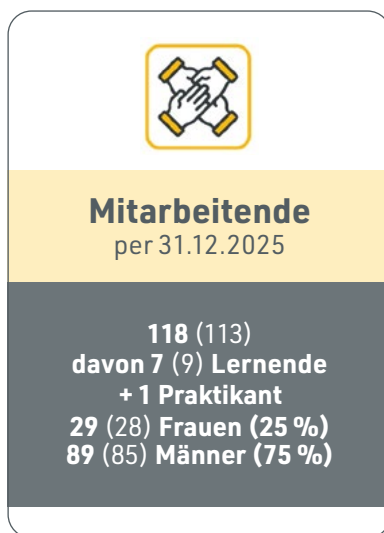 Mitarbeitende
per 31.12.2025
118 (113)
davon 7 (9) Lernende
+ 1 Praktikant
29 (28) Frauen (25 %)
89 (85) Männer (75 %)